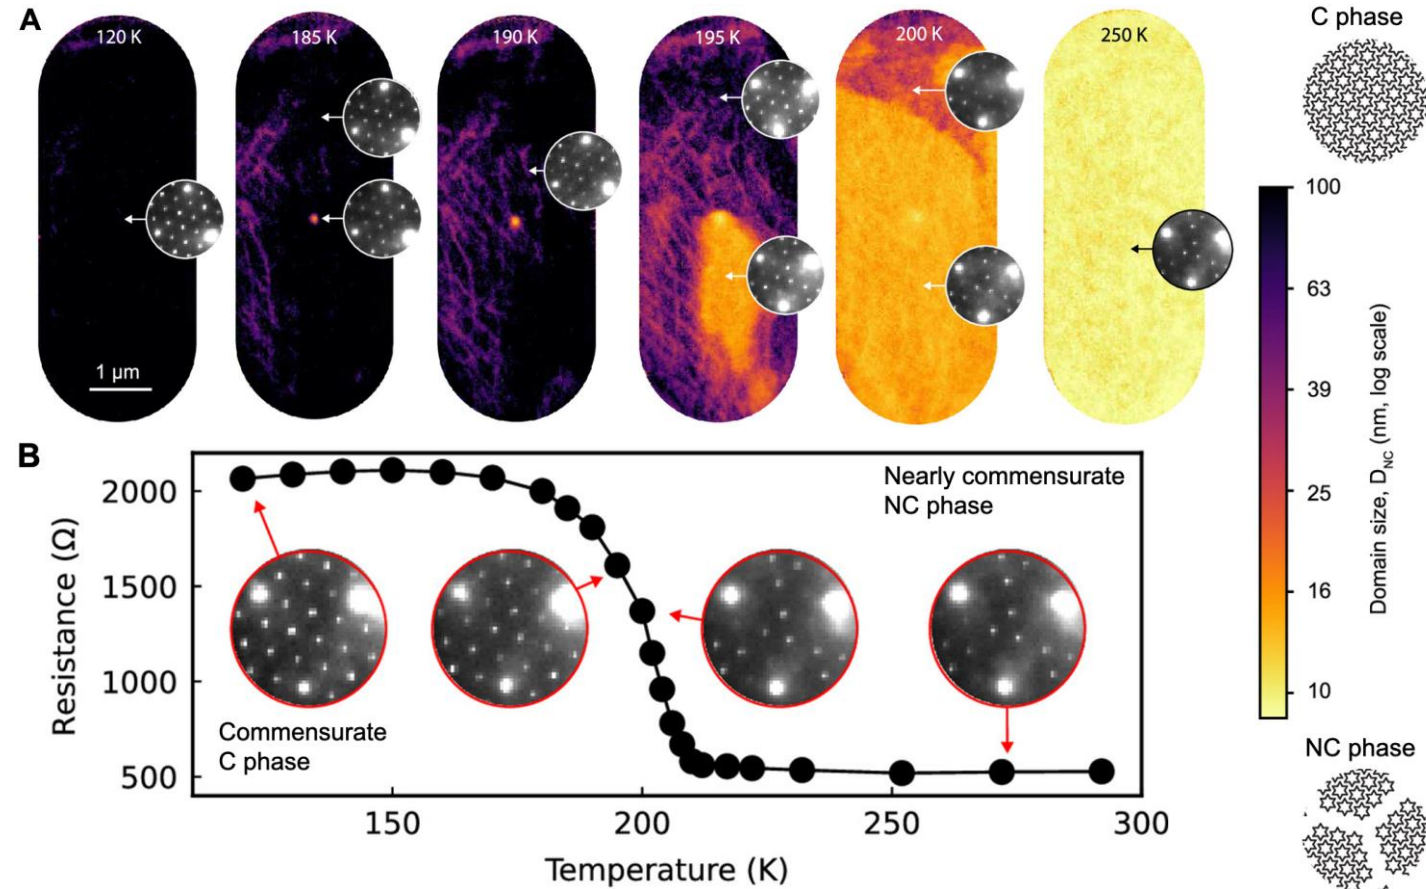 A
120 K
185 K
190 K
195 K
200 K
250 K
1 μm
C phase
100
63
39
25
16
10
Domain size, D_NC (nm, log scale)
NC phase
B
Nearly commensurate
NC phase
Commensurate
C phase
2000
1500
1000
500
Resistance (Ω)
150
200
250
300
Temperature (K)